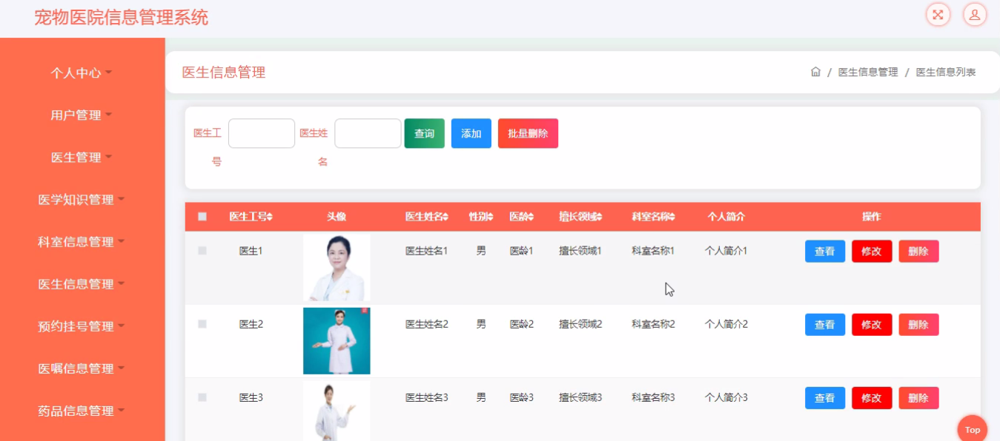 宠物医院信息管理系统
个人中心
用户管理
医生管理
医学知识管理
科室信息管理
医生信息管理
预约挂号管理
医嘱信息管理
药品信息管理
医生信息管理
/ 医生信息管理 / 医生信息列表
医生工号 医生姓名 查询 添加 批量删除
医生工号 头像 医生姓名 性别 医龄 擅长领域 科室名称 个人简介 操作
医生1 医生姓名1 男 医龄1 擅长领域1 科室名称1 个人简介1 查看 修改 删除
医生2 医生姓名2 男 医龄2 擅长领域2 科室名称2 个人简介2 查看 修改 删除
医生3 医生姓名3 男 医龄3 擅长领域3 科室名称3 个人简介3 查看 修改 删除
Top